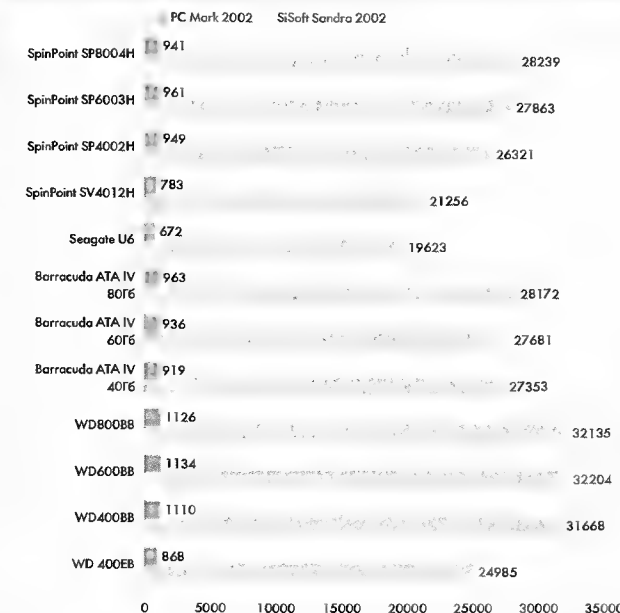 PC Mark 2002 SiSoft Sandra 2002
SpinPoint SP8004H 941
28239
SpinPoint SP6003H 961
27863
SpinPoint SP4002H 949
26321
SpinPoint SV4012H 783
21256
Seagate U6 672
19623
Barracuda ATA IV 963
80Гб 28172
Barracuda ATA IV 936
60Гб 27681
Barracuda ATA IV 919
40Гб 27353
WD800BB 1126
32135
WD600BB 1134
32204
WD400BB 1110
31668
WD 400EB 868
24985
0 5000 10000 15000 20000 25000 30000 35000